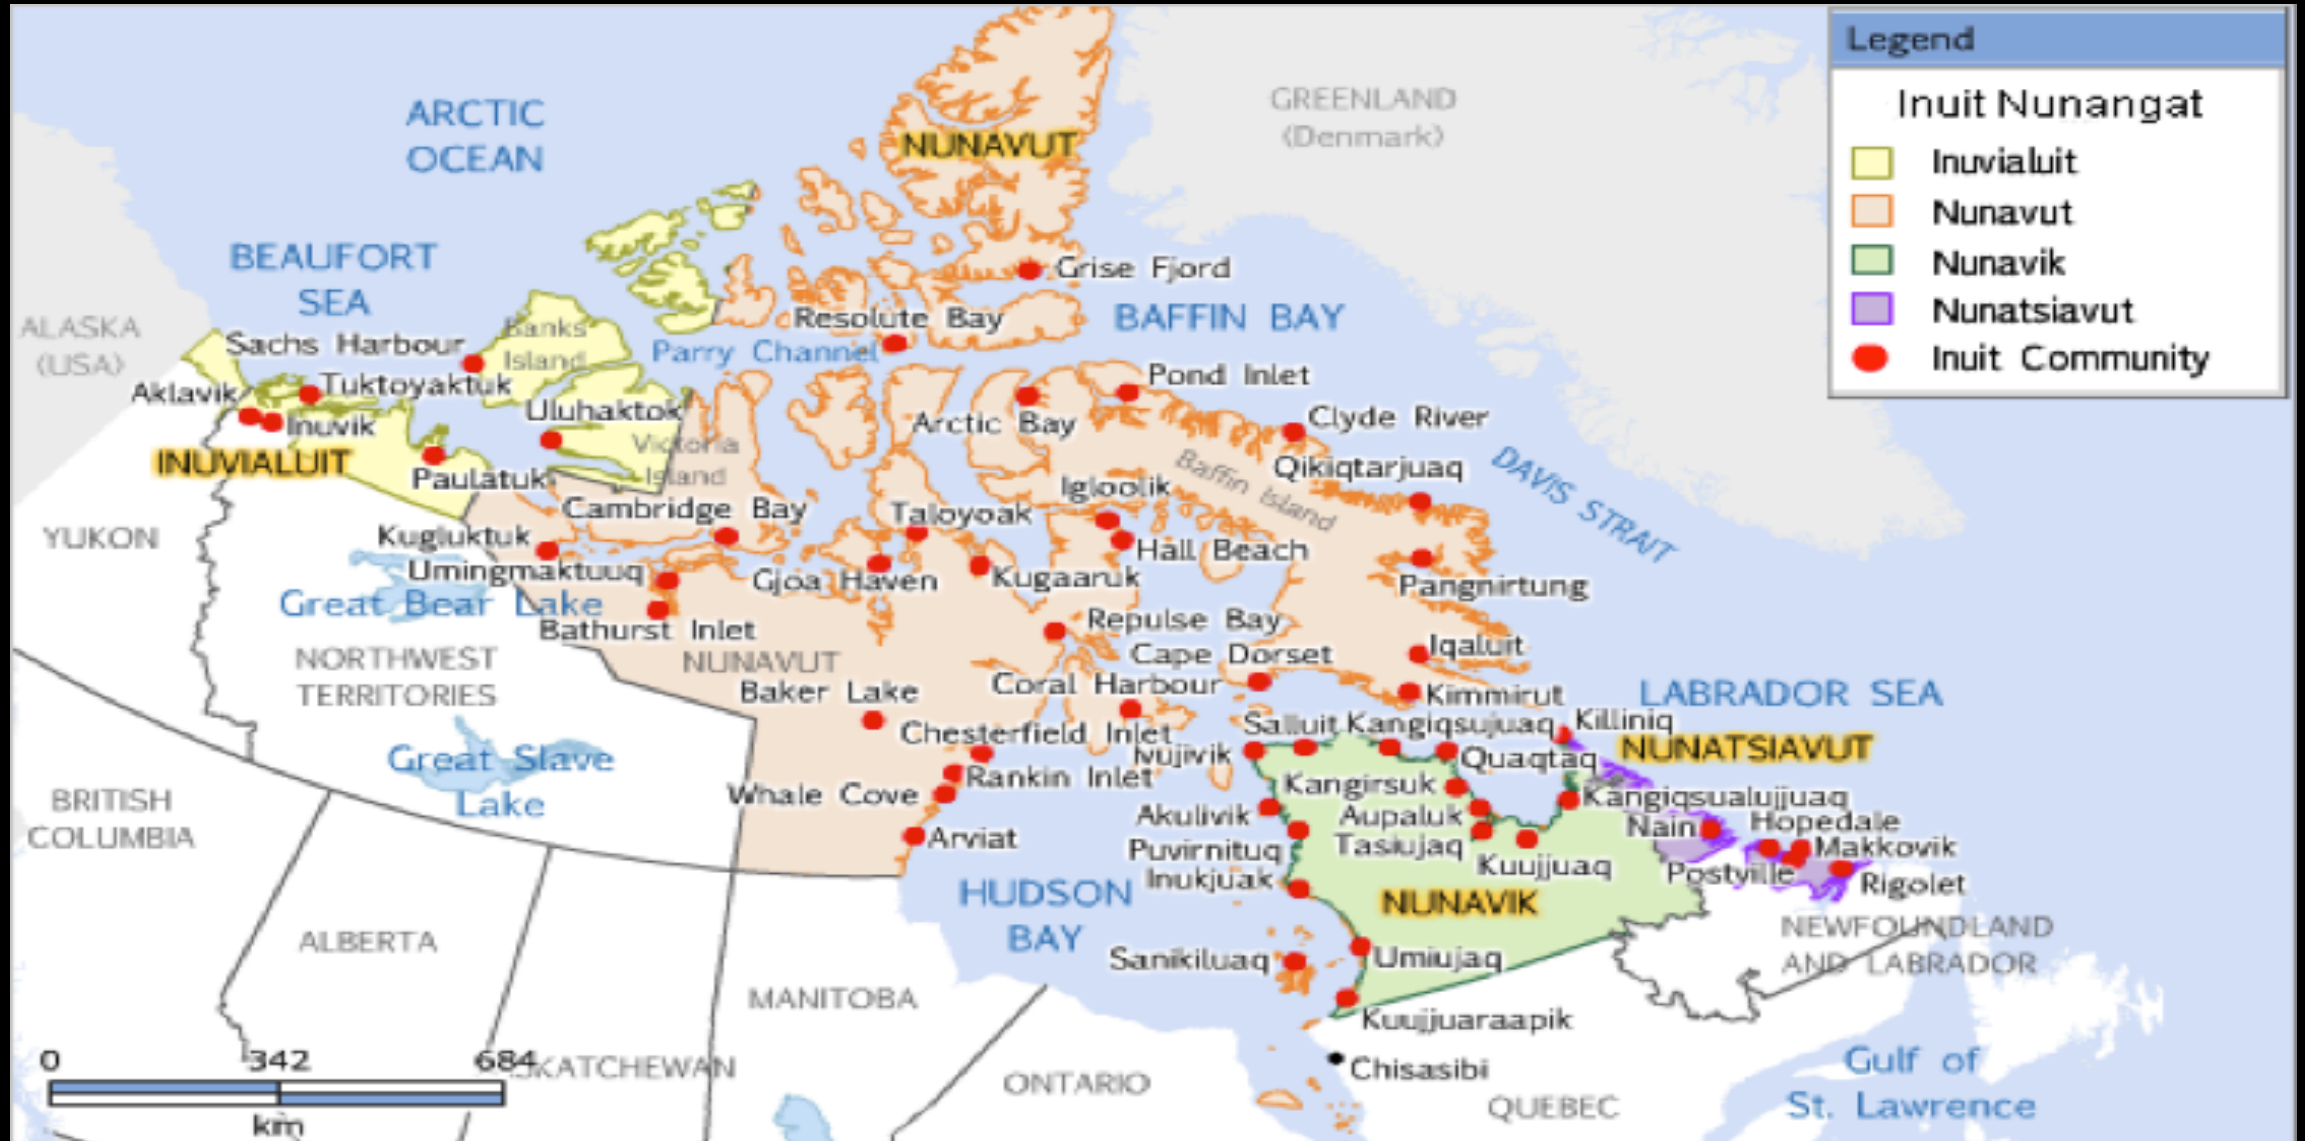 Legend
Inuit Nunangat
Inuvialuit
Nunavut
Nunavik
Nunatsiavut
Inuit Community
ARCTIC
OCEAN
NUNAVUT
GREENLAND
(Denmark)
BEAUFORT
SEA
Grise Fjord
BAFFIN BAY
Resolute Bay
Parry Channel
ALASKA
(USA)
Sachs Harbour
Banks
Island
Aklavik
Tuktoyaktuk
Inuvik
INUVIALUIT
Uluhaktok
Victoria
Island
Paulatuk
Pond Inlet
Arctic Bay
Clyde River
Qikiqtarjuaq
DAVIS STRAIT
Baffin Island
Igloolik
Cambridge Bay
Taloyoak
Kugluktuk
YUKON
Hall Beach
Umingmaktuuq
Gjoa Haven
Kugaaruk
Pangnirtung
Great Bear Lake
Bathurst Inlet
Repulse Bay
Iqaluit
NORTHWEST
TERRITORIES
NUNAVUT
Cape Dorset
Baker Lake
Coral Harbour
Kimmirut
LABRADOR SEA
Chesterfield Inlet
Salluit
Kangiqsujuaq
Killiniq
NUNATSIAVUT
Ivujivik
Quaqtaq
Great Slave
Lake
Rankin Inlet
Whale Cove
Kangirsuk
Kangiqsualujjuaq
BRITISH
COLUMBIA
Akulivik
Aupaluk
Nain
Hopedale
Arviat
Puvirnituq
Tasiujaq
Kuujjuaq
Makkovik
Postville
Rigolet
Inukjuak
HUDSON
BAY
NUNAVIK
NEWFOUNDLAND
AND LABRADOR
ALBERTA
Sanikiluaq
Umiujaq
MANITOBA
Kuujjuaraapik
0 342 684
km
SKATCHEWAN
ONTARIO
Chisasibi
QUEBEC
Gulf of
St. Lawrence